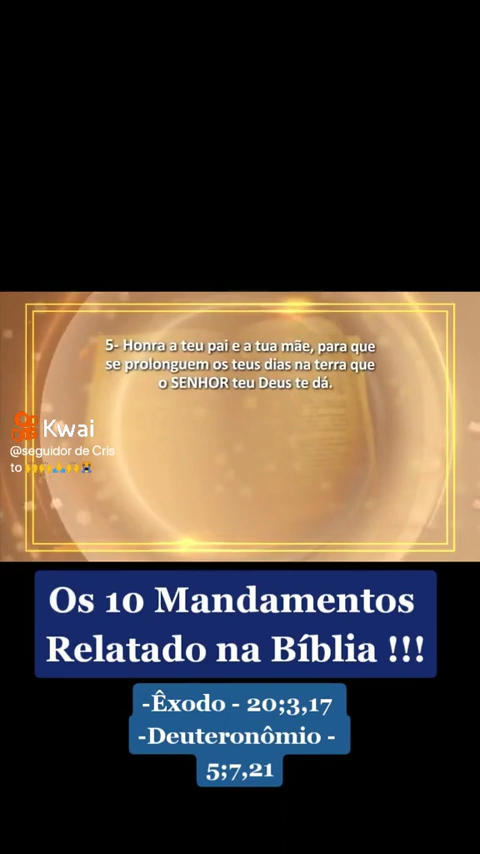 5- Honra a teu pai e a tua mãe, para que
se prolonguem os teus dias na terra que
o SENHOR teu Deus te dá.
Kwai
@seguidor de Cris
to
Os 10 Mandamentos
Relatado na Bíblia !!!
-Êxodo - 20;3,17
-Deuteronômio -
5;7,21